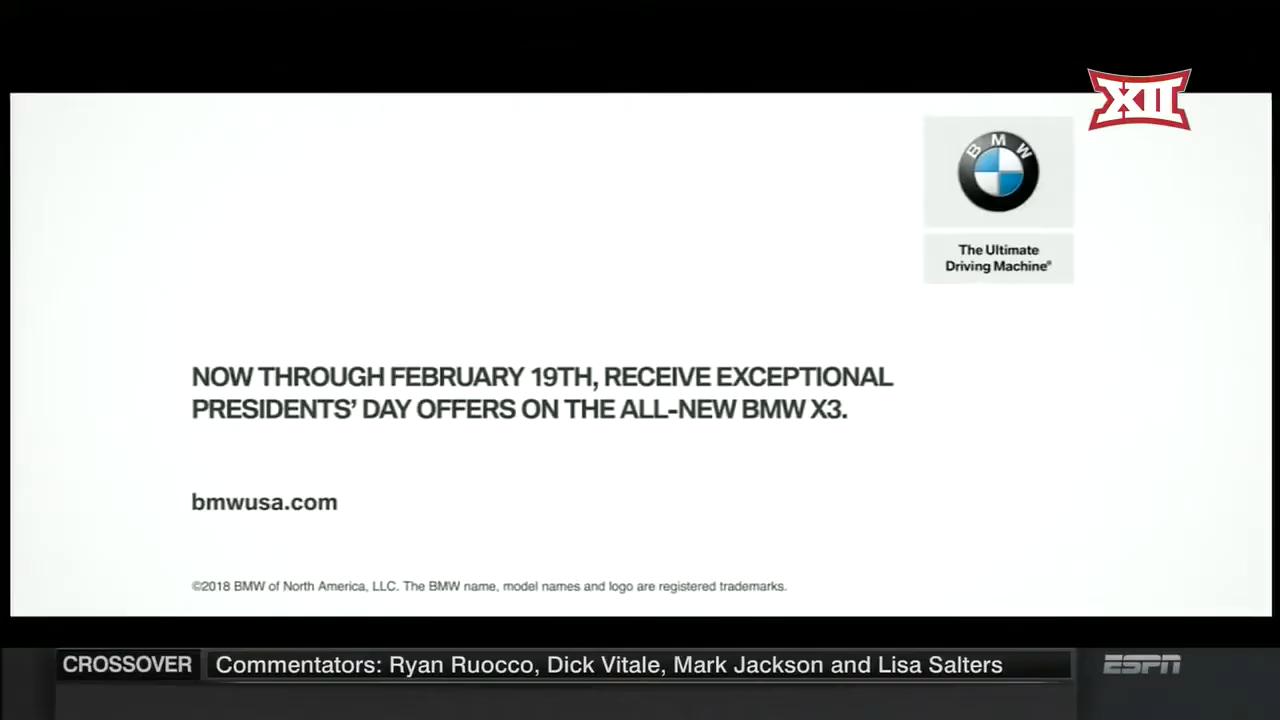 XII
BMW
The Ultimate
Driving Machine®
NOW THROUGH FEBRUARY 19TH, RECEIVE EXCEPTIONAL
PRESIDENTS’ DAY OFFERS ON THE ALL-NEW BMW X3.
bmwusa.com
©2018 BMW of North America, LLC. The BMW name, model names and logo are registered trademarks.
CROSSOVER Commentators: Ryan Ruocco, Dick Vitale, Mark Jackson and Lisa Salters ESPN